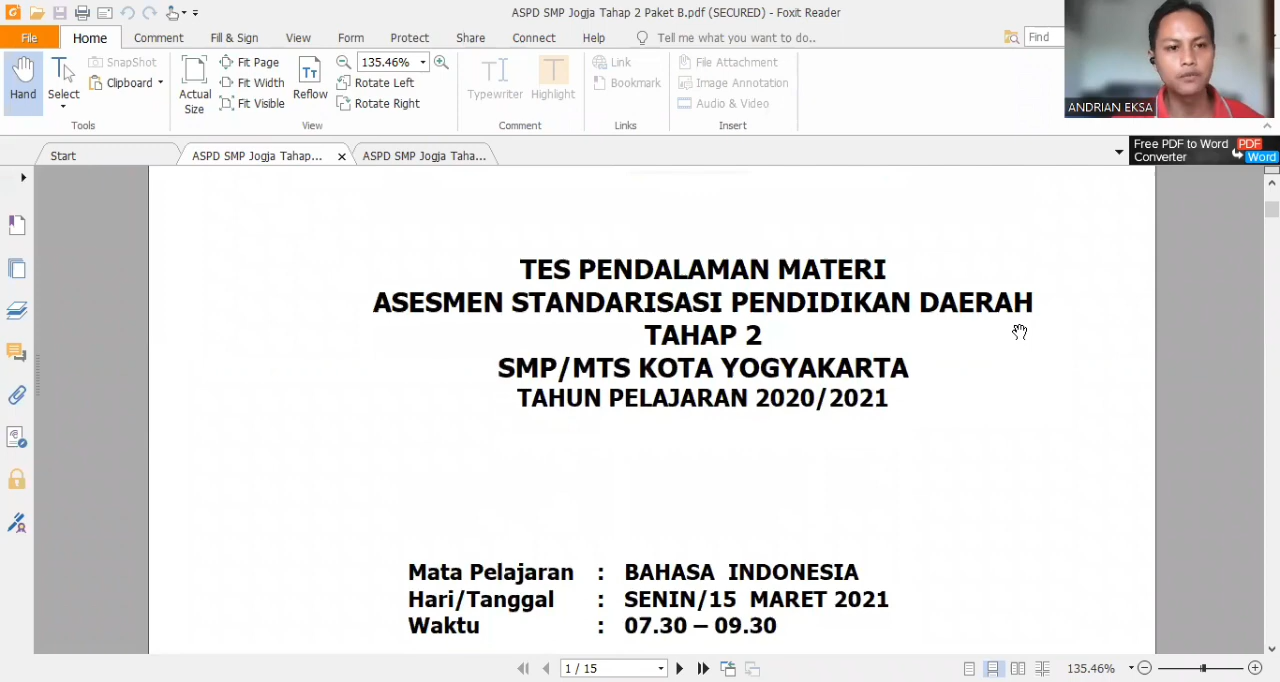 ASPD SMP Jogja Tahap 2 Paket B.pdf (SECURED) - Foxit Reader
File Home Comment Fill & Sign View Form Protect Share Connect Help Tell me what you want to do.. Find
Hand
Select
SnapShot
Clipboard
Tools
Actual Size
Fit Page
Fit Width
Fit Visible
Reflow
135.46%
Rotate Left
Rotate Right
View
Typewriter
Highlight
Comment
Link
Bookmark
Links
File Attachment
Image Annotation
Audio & Video
Insert
ANDRIAN EKSA
Start
ASPD SMP Jogja Tahap...
ASPD SMP Jogja Taha...
Free PDF to Word Converter
PDF
Word
TES PENDALAMAN MATERI
ASESMEN STANDARISASI PENDIDIKAN DAERAH
TAHAP 2
SMP/MTS KOTA YOGYAKARTA
TAHUN PELAJARAN 2020/2021
Mata Pelajaran : BAHASA INDONESIA
Hari/Tanggal : SENIN/15 MARET 2021
Waktu : 07.30 – 09.30
1 / 15
135.46%